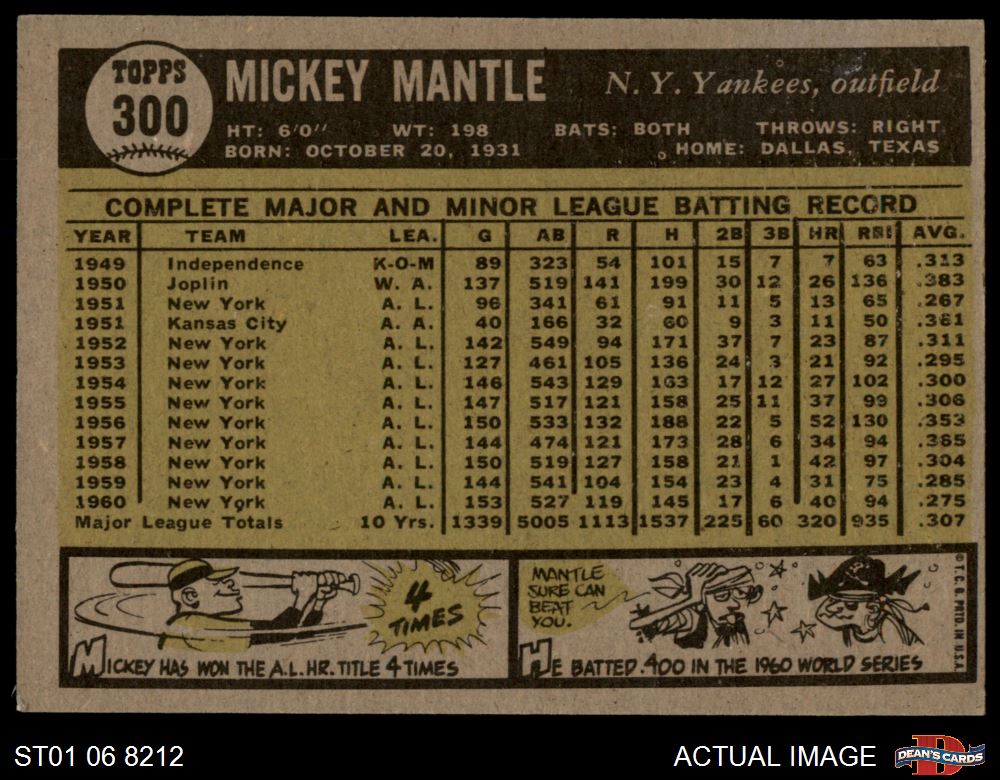 TOPPS
300
MICKEY MANTLE N. Y. Yankees, outfield
HT: 6'0" WT: 198 BATS: BOTH THROWS: RIGHT
BORN: OCTOBER 20, 1931 HOME: DALLAS, TEXAS
COMPLETE MAJOR AND MINOR LEAGUE BATTING RECORD
YEAR TEAM LEA. G AB R H 2B 3B HR RBI AVG.
1949 Independence K-O-M 89 323 54 101 15 7 7 63 .313
1950 Joplin W. A. 137 519 141 199 30 12 26 136 .383
1951 New York A. L. 96 341 61 91 11 5 13 65 .267
1951 Kansas City A. A. 40 166 32 60 9 3 11 50 .361
1952 New York A. L. 142 549 94 171 37 7 23 87 .311
1953 New York A. L. 127 461 105 136 24 3 21 92 .295
1954 New York A. L. 146 543 129 163 17 12 27 102 .300
1955 New York A. L. 147 517 121 158 25 11 37 99 .306
1956 New York A. L. 150 533 132 188 22 5 52 130 .353
1957 New York A. L. 144 474 121 173 28 6 34 94 .365
1958 New York A. L. 150 519 127 158 21 1 42 97 .304
1959 New York A. L. 144 541 104 154 23 4 31 75 .285
1960 New York A. L. 153 527 119 145 17 6 40 94 .275
Major League Totals 10 Yrs. 1339 5005 1113 1537 225 60 320 935 .307
4
TIMES
MICKEY HAS WON THE A.L. HR. TITLE 4 TIMES
MANTLE
SURE CAN
BEAT
YOU.
HE BATTED .400 IN THE 1960 WORLD SERIES
© T. C. G. PRTD. IN U.S.A.
ST01 06 8212
ACTUAL IMAGE
DEAN'S CARDS